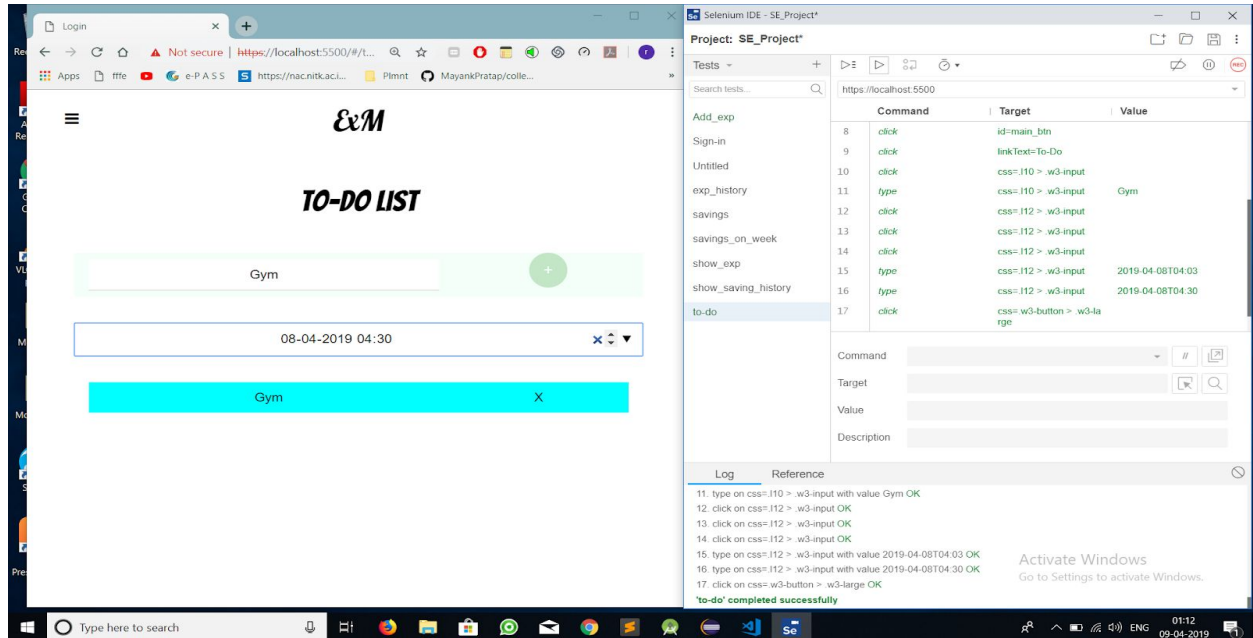 Login
Not secure | https://localhost:5500/#/t...
Apps fffe e-P A S S https://nac.nitk.ac.i... Plmnt MayankPratap/colle... »
ExM
TO-DO LIST
Gym +
08-04-2019 04:30
Gym X
Selenium IDE - SE_Project*
Project: SE_Project*
Tests
Search tests...
Add_exp
Sign-in
Untitled
exp_history
savings
savings_on_week
show_exp
show_saving_history
to-do
REC
https://localhost:5500
Command Target Value
8 click id=main_btn
9 click linkText=To-Do
10 click css=.l10 > .w3-input
11 type css=.l10 > .w3-input Gym
12 click css=.l12 > .w3-input
13 click css=.l12 > .w3-input
14 click css=.l12 > .w3-input
15 type css=.l12 > .w3-input 2019-04-08T04:03
16 type css=.l12 > .w3-input 2019-04-08T04:30
17 click css=.w3-button > .w3-la
rge
Command //
Target
Value
Description
Log Reference
11. type on css=.l10 > .w3-input with value Gym OK
12. click on css=.l12 > .w3-input OK
13. click on css=.l12 > .w3-input OK
14. click on css=.l12 > .w3-input OK
15. type on css=.l12 > .w3-input with value 2019-04-08T04:03 OK
16. type on css=.l12 > .w3-input with value 2019-04-08T04:30 OK
17. click on css=.w3-button > .w3-large OK
'to-do' completed successfully
Activate Windows
Go to Settings to activate Windows.
Type here to search
Se
ENG
01:12
09-04-2019